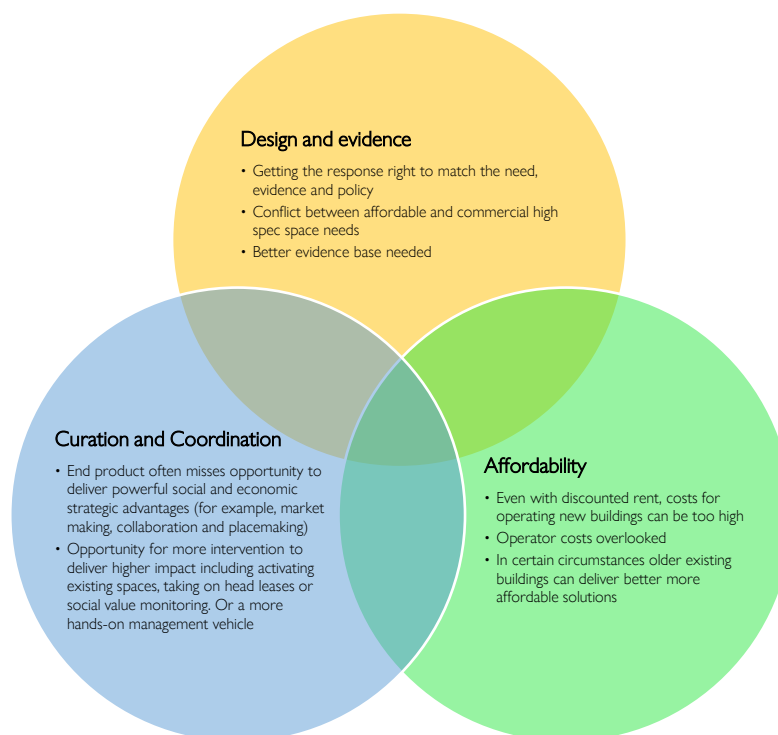 Design and evidence
• Getting the response right to match the need,
evidence and policy
• Conflict between affordable and commercial high
spec space needs
• Better evidence base needed
Curation and Coordination
• End product often misses opportunity to
deliver powerful social and economic
strategic advantages (for example, market
making, collaboration and placemaking)
• Opportunity for more intervention to
deliver higher impact including activating
existing spaces, taking on head leases or
social value monitoring. Or a more
hands-on management vehicle
Affordability
• Even with discounted rent, costs for
operating new buildings can be too high
• Operator costs overlooked
• In certain circumstances older existing
buildings can deliver better more
affordable solutions